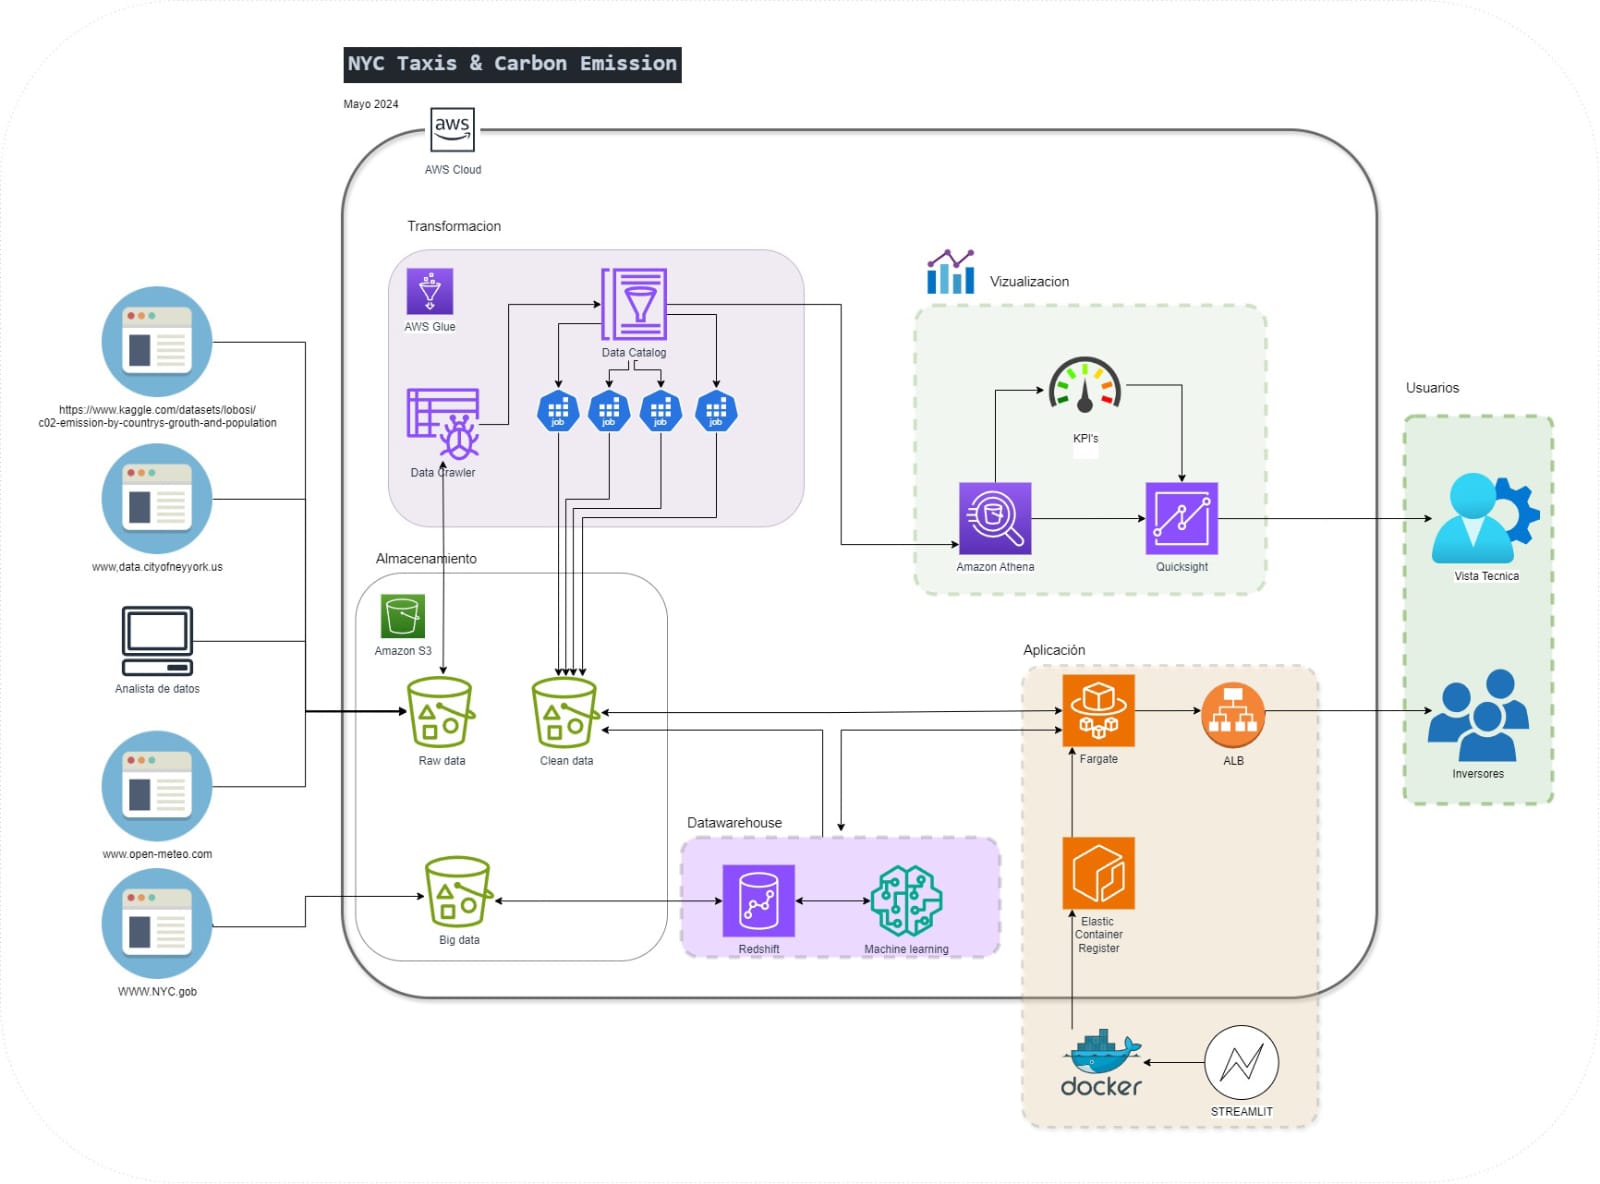 NYC Taxis & Carbon Emission
Mayo 2024
aws
AWS Cloud
Transformacion
AWS Glue
Data Catalog
job
job
job
job
Data Crawler
Vizualizacion
KPI's
Amazon Athena
Quicksight
Usuarios
Vista Tecnica
Inversores
https://www.kaggle.com/datasets/lobosi/
c02-emission-by-countrys-grouth-and-population
www,data.cityofneyyork.us
Analista de datos
www.open-meteo.com
WWW.NYC.gob
Almacenamiento
Amazon S3
Raw data
Clean data
Big data
Datawarehouse
Redshift
Machine learning
Aplicación
Fargate
ALB
Elastic
Container
Register
docker
STREAMLIT